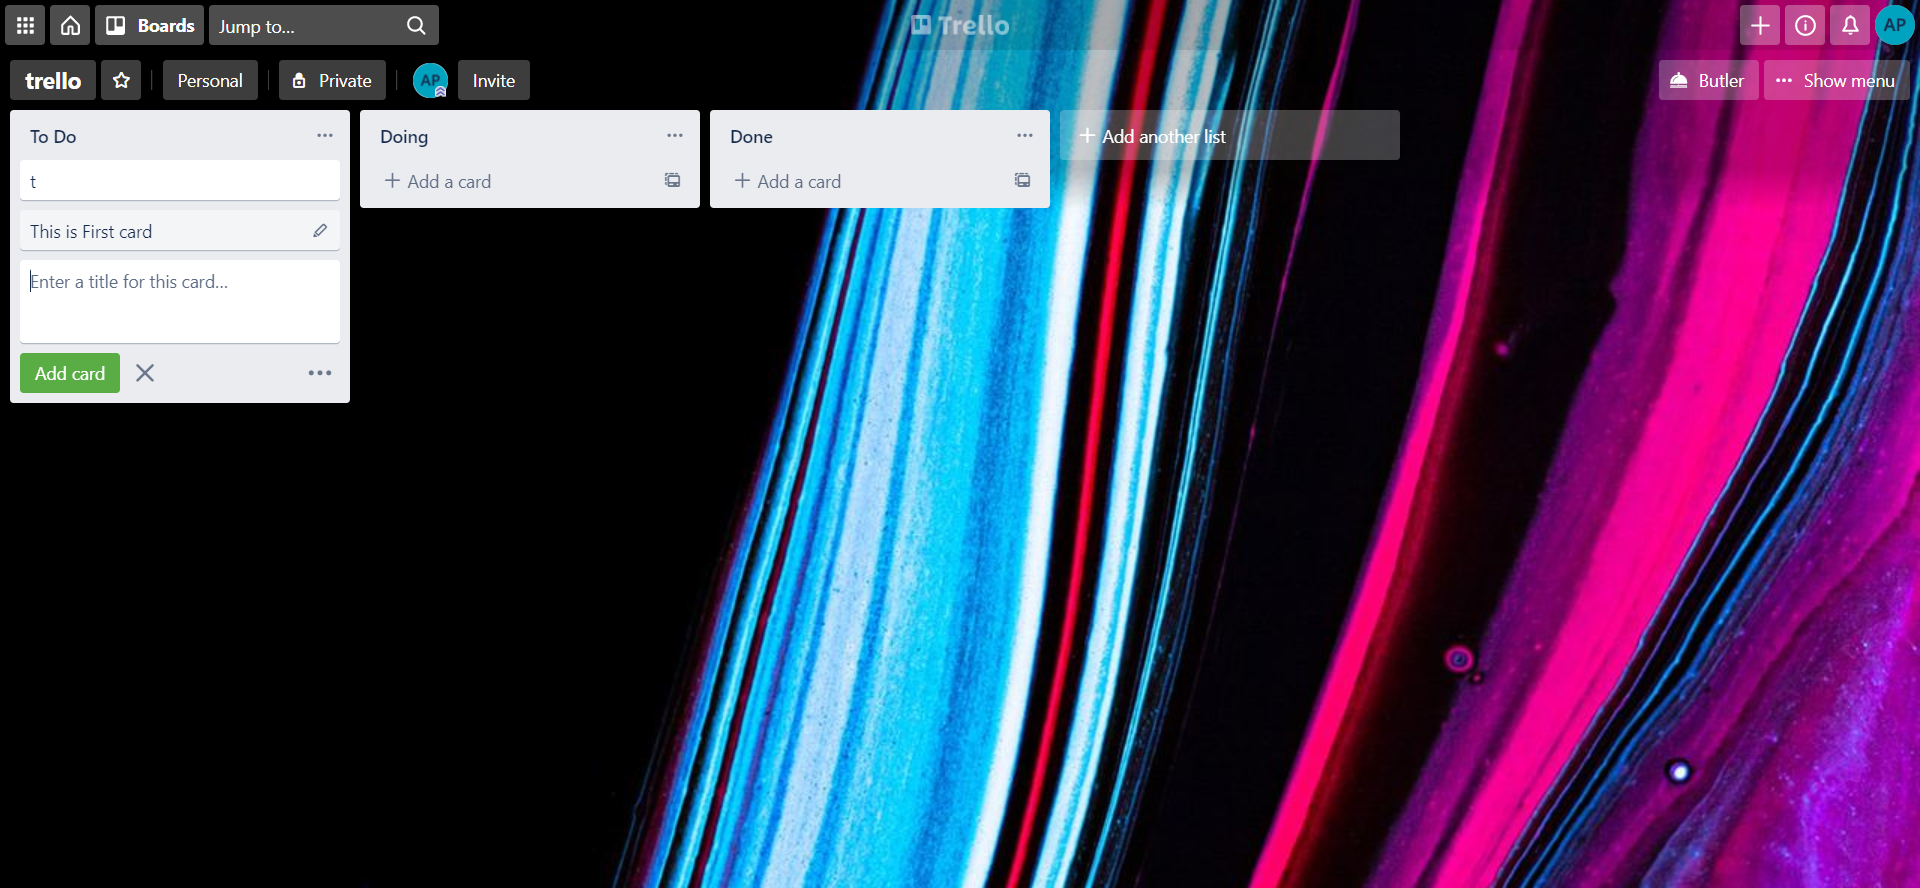 Boards
Jump to...
Trello
AP
trello
Personal
Private
AP
Invite
Butler
Show menu
To Do
t
This is First card
Enter a title for this card...
Add card
Doing
Add a card
Done
Add a card
Add another list